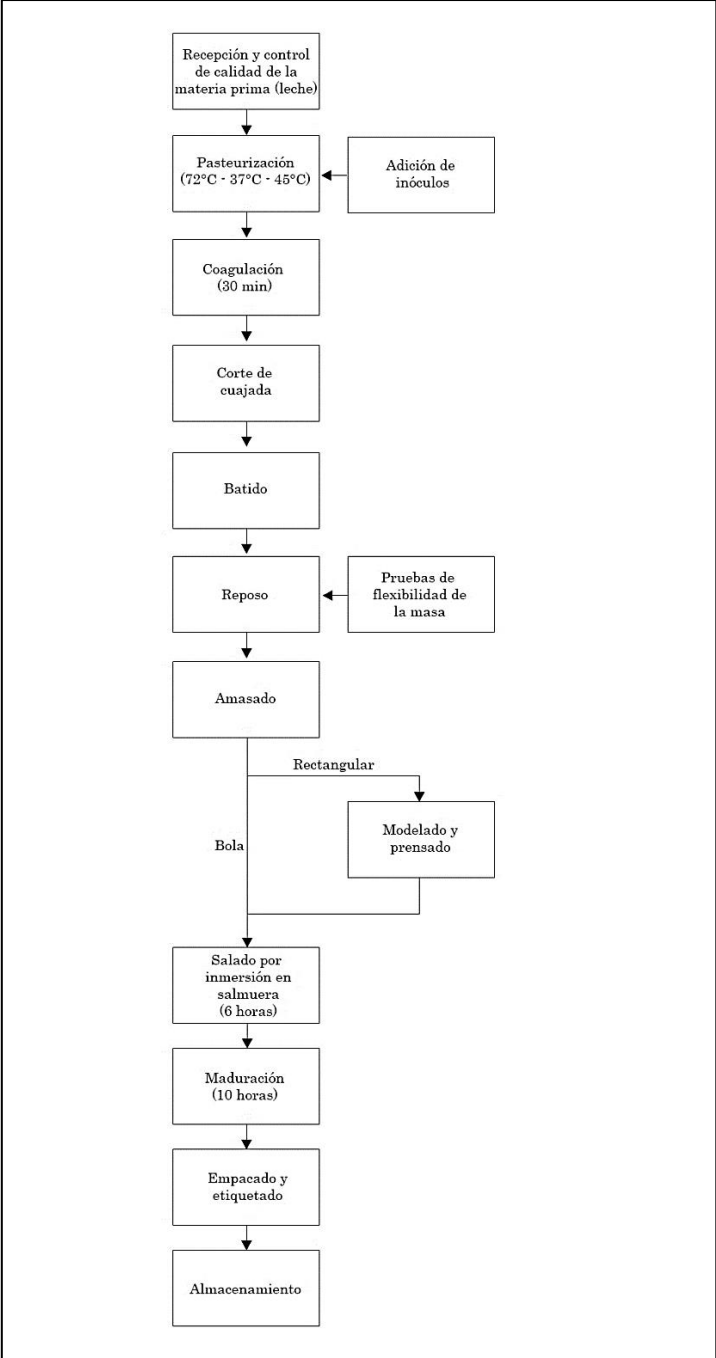 Recepción y control
de calidad de la
materia prima (leche)
Pasteurización
(72°C - 37°C - 45°C)
Adición de
inóculos
Coagulación
(30 min)
Corte de
cuajada
Batido
Reposo
Pruebas de
flexibilidad de
la masa
Amasado
Rectangular
Modelado y
prensado
Bola
Salado por
inmersión en
salmuera
(6 horas)
Maduración
(10 horas)
Empacado y
etiquetado
Almacenamiento